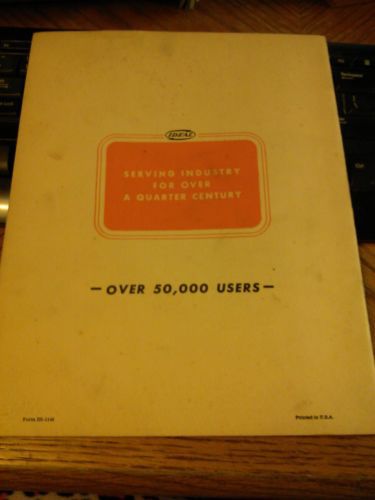 IDEAL
SERVING INDUSTRY
FOR OVER
A QUARTER CENTURY
— OVER 50,000 USERS —
Printed in U.S.A.